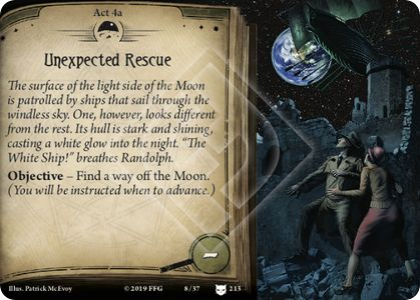 Act 4a
Unexpected Rescue
The surface of the light side of the Moon
is patrolled by ships that sail through the
windless sky. One, however, looks different
from the rest. Its hull is stark and shining,
casting a white glow into the night. “The
White Ship!” breathes Randolph.
Objective – Find a way off the Moon.
(You will be instructed when to advance.)
–
Illus. Patrick McEvoy
© 2019 FFG
8/37
213